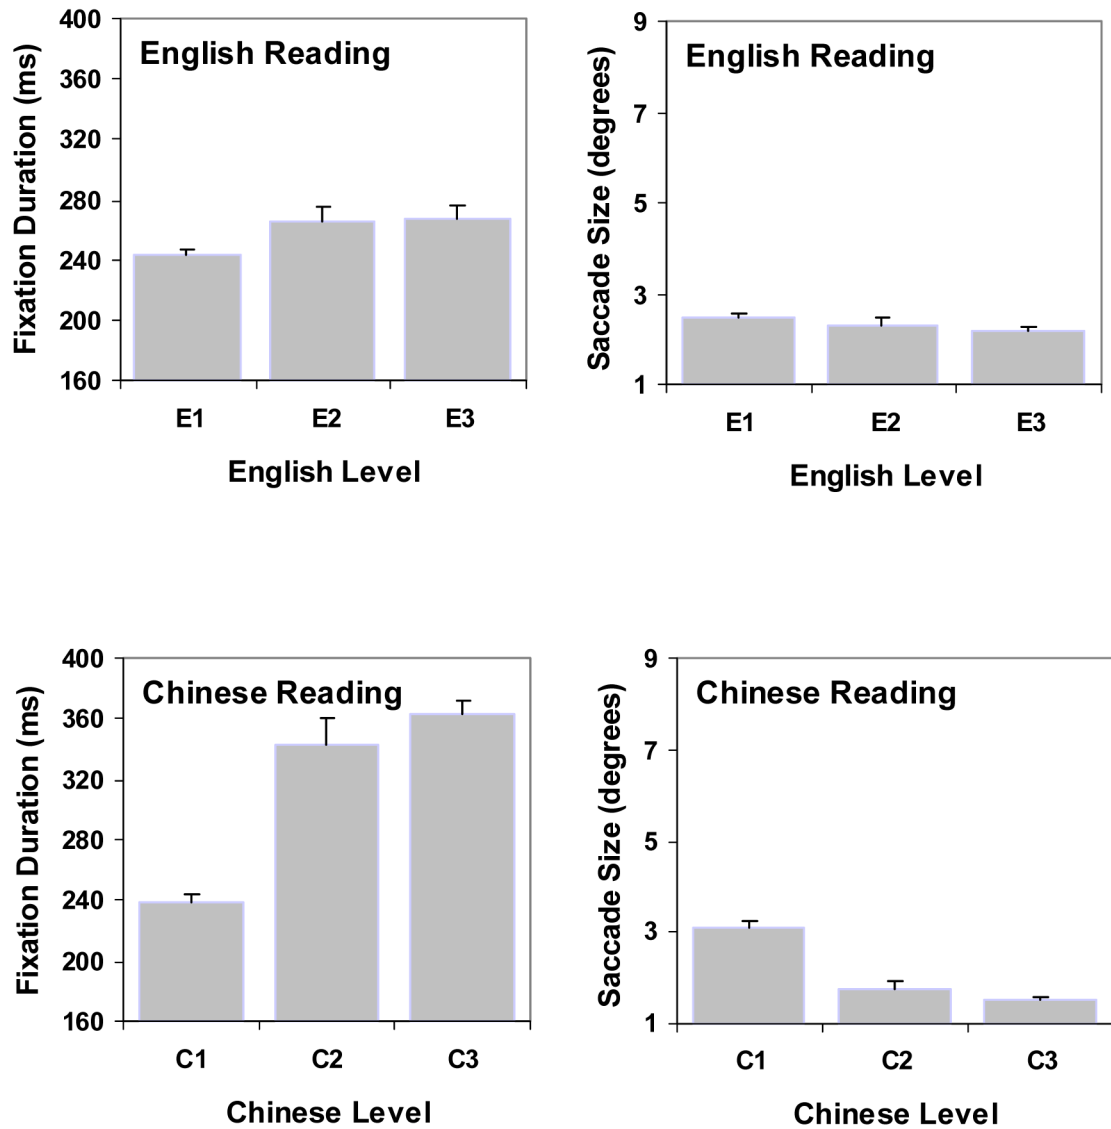 English Reading
Fixation Duration (ms)
400
360
320
280
240
200
160
E1 E2 E3
English Level
English Reading
Saccade Size (degrees)
9
7
5
3
1
E1 E2 E3
English Level
Chinese Reading
Fixation Duration (ms)
400
360
320
280
240
200
160
C1 C2 C3
Chinese Level
Chinese Reading
Saccade Size (degrees)
9
7
5
3
1
C1 C2 C3
Chinese Level